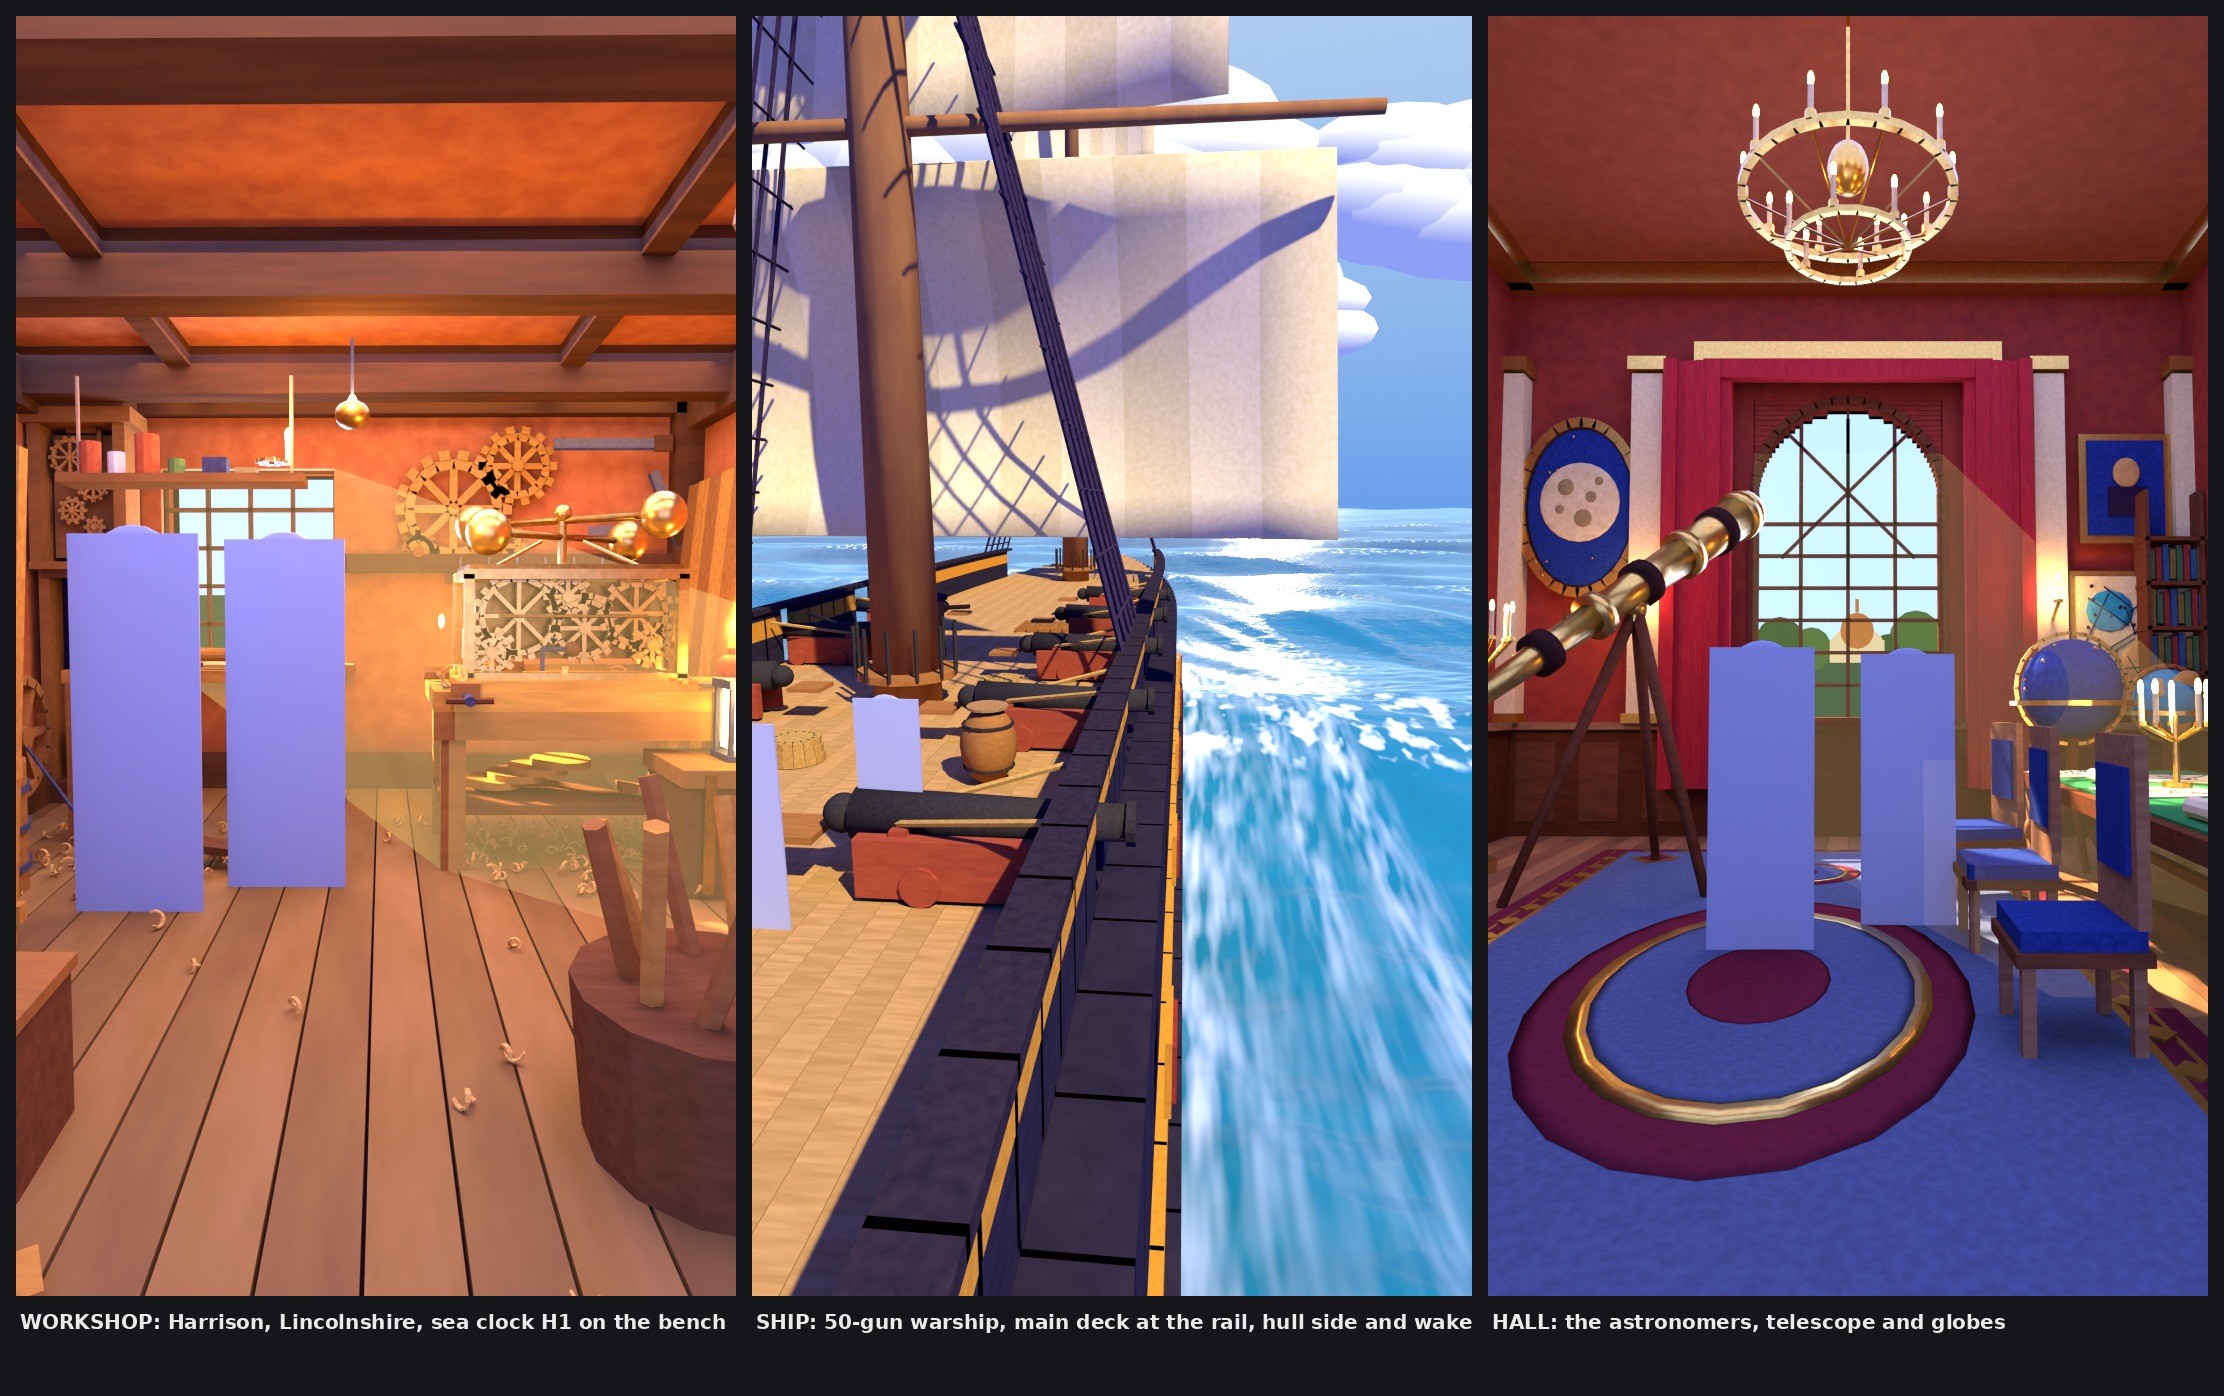 WORKSHOP: Harrison, Lincolnshire, sea clock H1 on the bench
SHIP: 50-gun warship, main deck at the rail, hull side and wake
HALL: the astronomers, telescope and globes